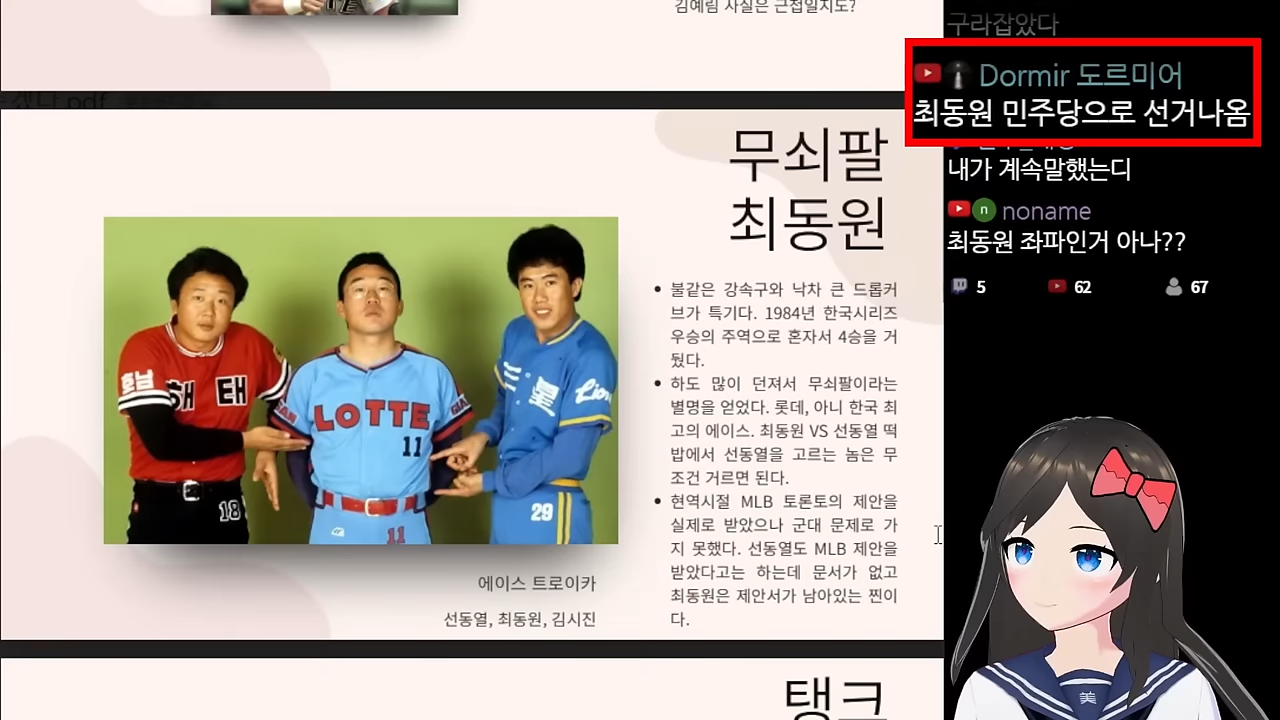 김예림 사실은 근접일지도?
무쇠팔
최동원
• 불같은 강속구와 낙차 큰 드롭커
브가 특기다. 1984년 한국시리즈
우승의 주역으로 혼자서 4승을 거
뒀다.
• 하도 많이 던져서 무쇠팔이라는
별명을 얻었다. 롯데, 아니 한국 최
고의 에이스. 최동원 VS 선동열 떡
밥에서 선동열을 고르는 놈은 무
조건 거르면 된다.
• 현역시절 MLB 토론토의 제안을
실제로 받았으나 군대 문제로 가
지 못했다. 선동열도 MLB 제안을
받았다고는 하는데 문서가 없고
최동원은 제안서가 남아있는 찐이
다.
호남
해태
18
LOTTE
11
11
三星
Lion
29
에이스 트로이카
선동열, 최동원, 김시진
탱크
구라잡았다
Dormir 도르미어
최동원 민주당으로 선거나옴
내가 계속말했는디
n noname
최동원 좌파인거 아나??
5 62 67
美